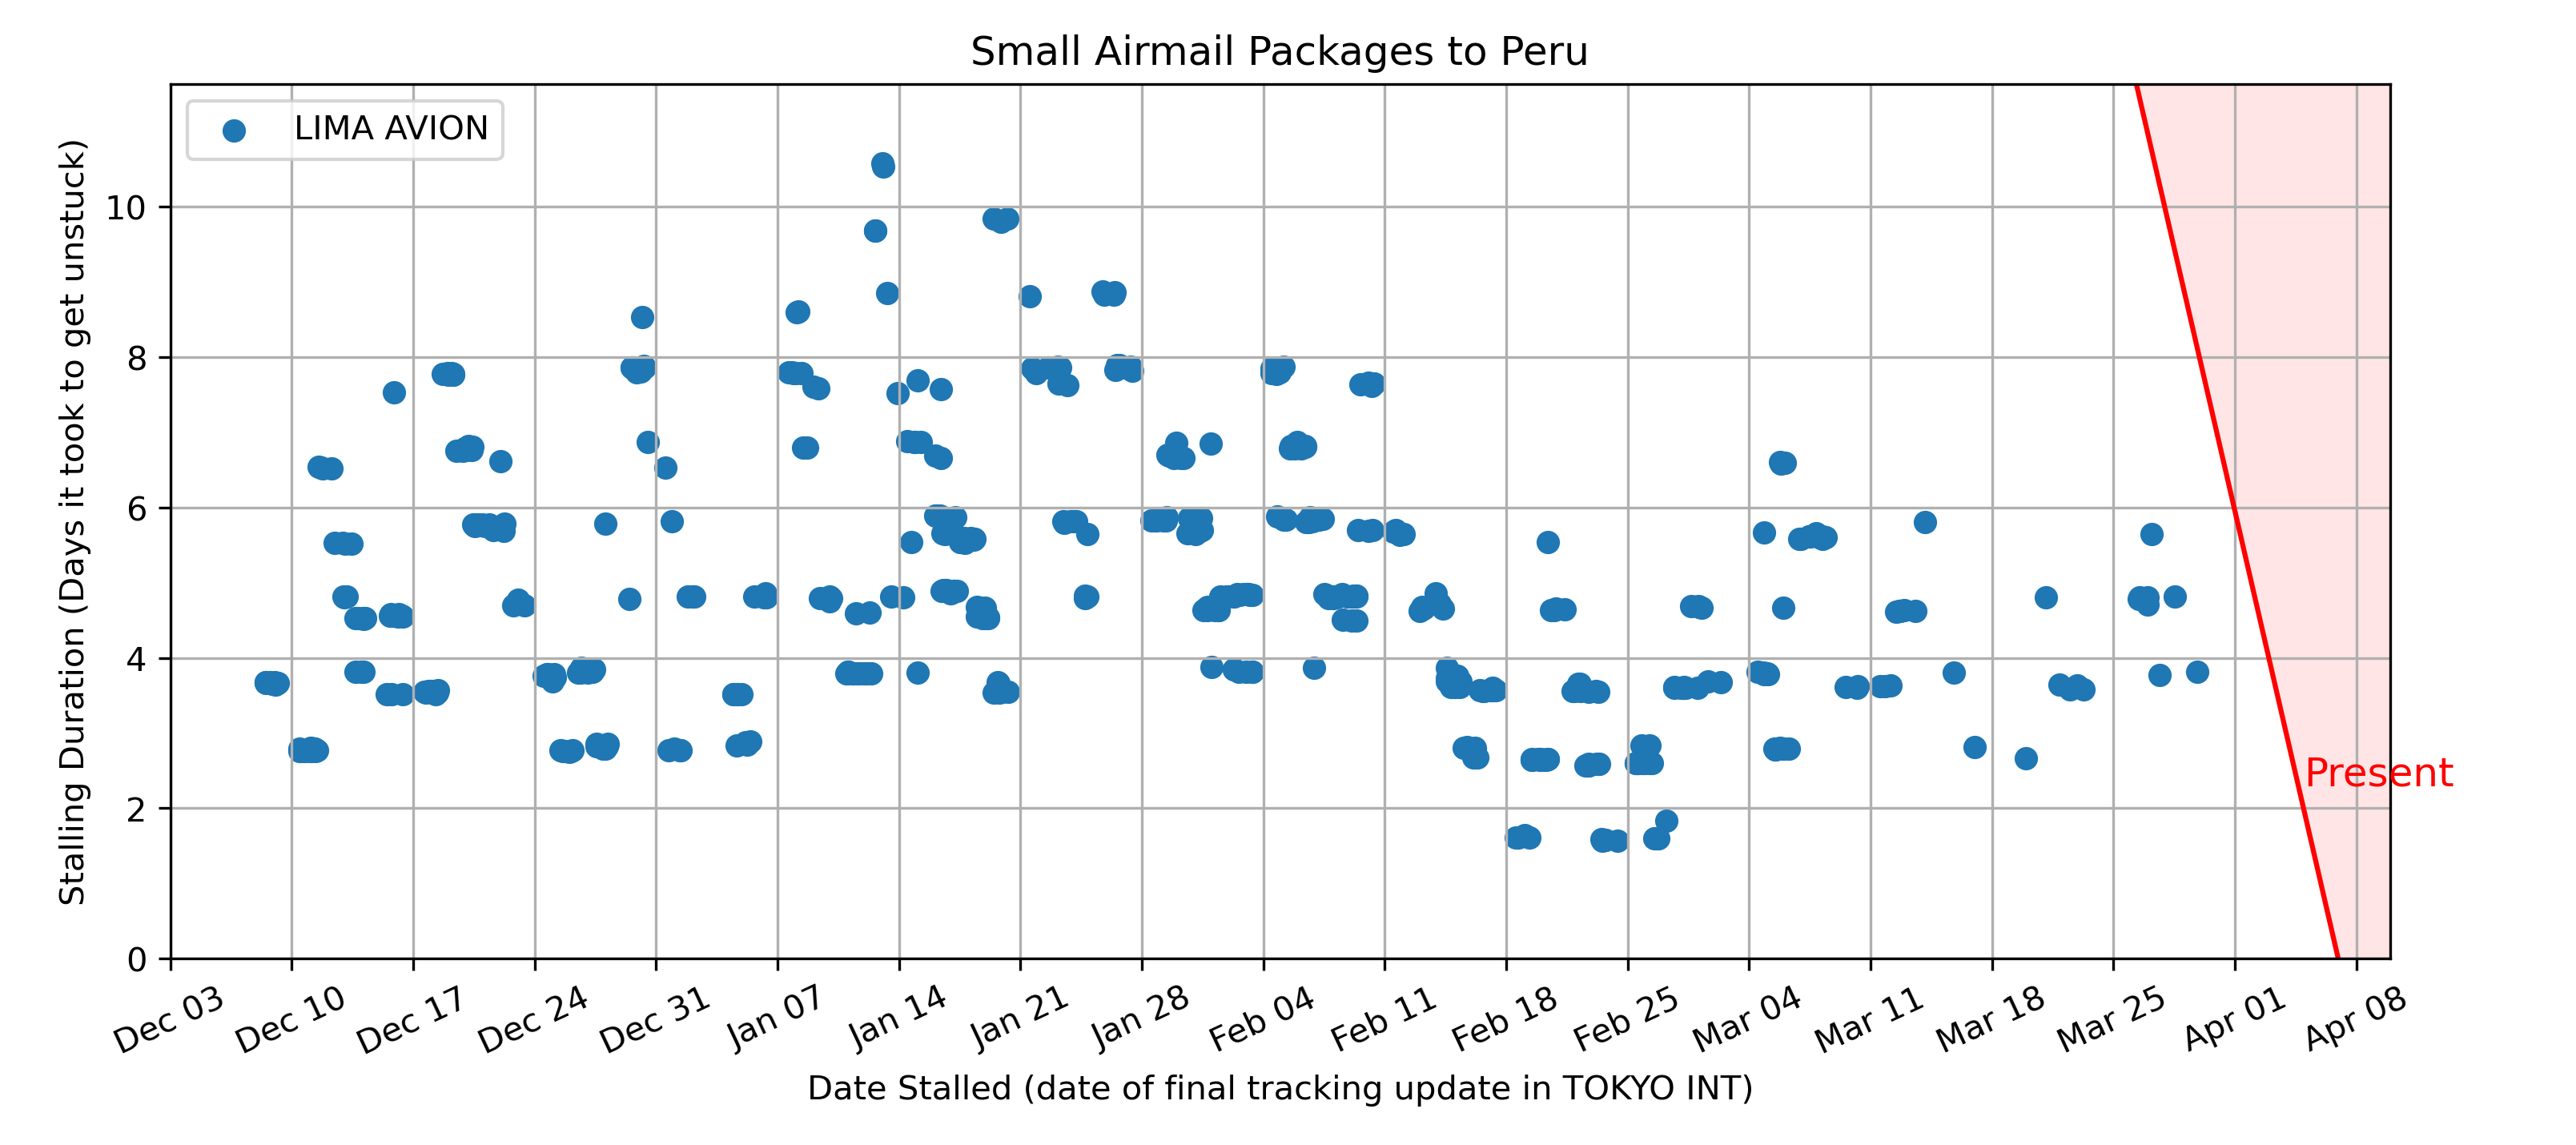 Small Airmail Packages to Peru
LIMA AVION
Stalling Duration (Days it took to get unstuck)
10
8
6
4
2
0
Present
Dec 03
Dec 10
Dec 17
Dec 24
Dec 31
Jan 07
Jan 14
Jan 21
Jan 28
Feb 04
Feb 11
Feb 18
Feb 25
Mar 04
Mar 11
Mar 18
Mar 25
Apr 01
Apr 08
Date Stalled (date of final tracking update in TOKYO INT)